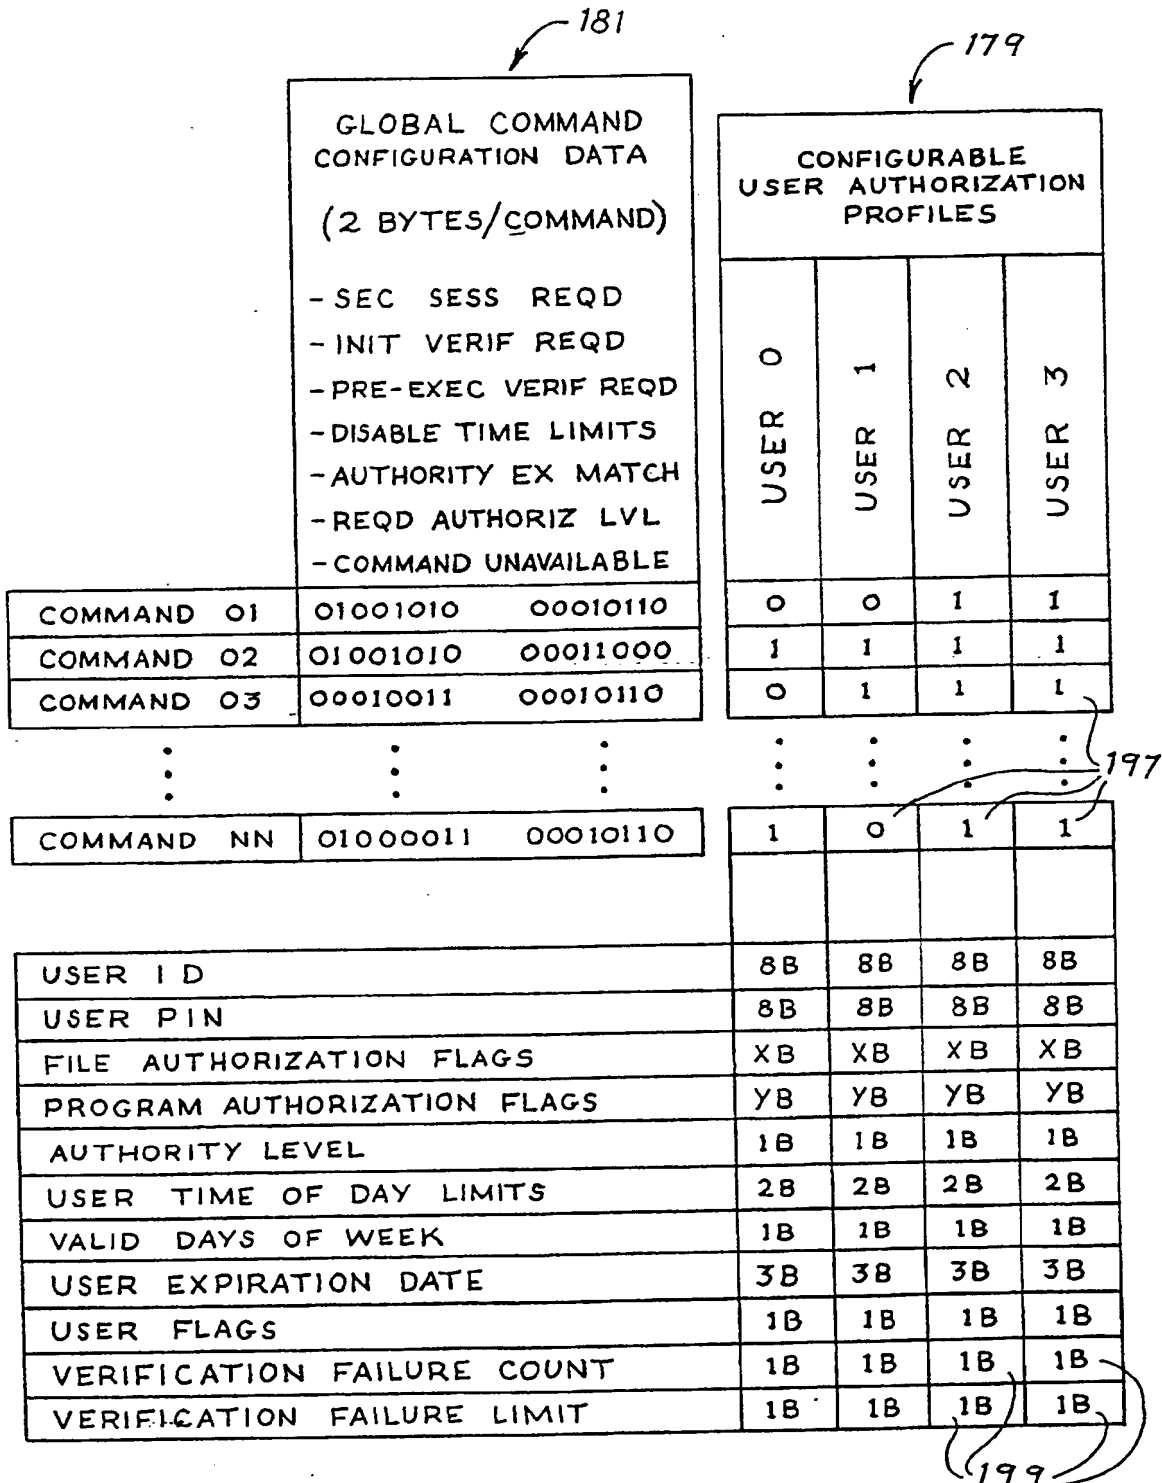 181
179
GLOBAL COMMAND
CONFIGURATION DATA
(2 BYTES/COMMAND)
- SEC SESS REQD
- INIT VERIF REQD
- PRE-EXEC VERIF REQD
- DISABLE TIME LIMITS
- AUTHORITY EX MATCH
- REQD AUTHORIZ LVL
- COMMAND UNAVAILABLE
CONFIGURABLE
USER AUTHORIZATION
PROFILES
USER 0
USER 1
USER 2
USER 3
COMMAND 01 01001010 00010110 0 0 1 1
COMMAND 02 01001010 00011000 1 1 1 1
COMMAND 03 00010011 00010110 0 1 1 1
197
COMMAND NN 01000011 00010110 1 0 1 1
USER ID 8B 8B 8B 8B
USER PIN 8B 8B 8B 8B
FILE AUTHORIZATION FLAGS XB XB XB XB
PROGRAM AUTHORIZATION FLAGS YB YB YB YB
AUTHORITY LEVEL 1B 1B 1B 1B
USER TIME OF DAY LIMITS 2B 2B 2B 2B
VALID DAYS OF WEEK 1B 1B 1B 1B
USER EXPIRATION DATE 3B 3B 3B 3B
USER FLAGS 1B 1B 1B 1B
VERIFICATION FAILURE COUNT 1B 1B 1B 1B
VERIFICATION FAILURE LIMIT 1B 1B 1B 1B
199